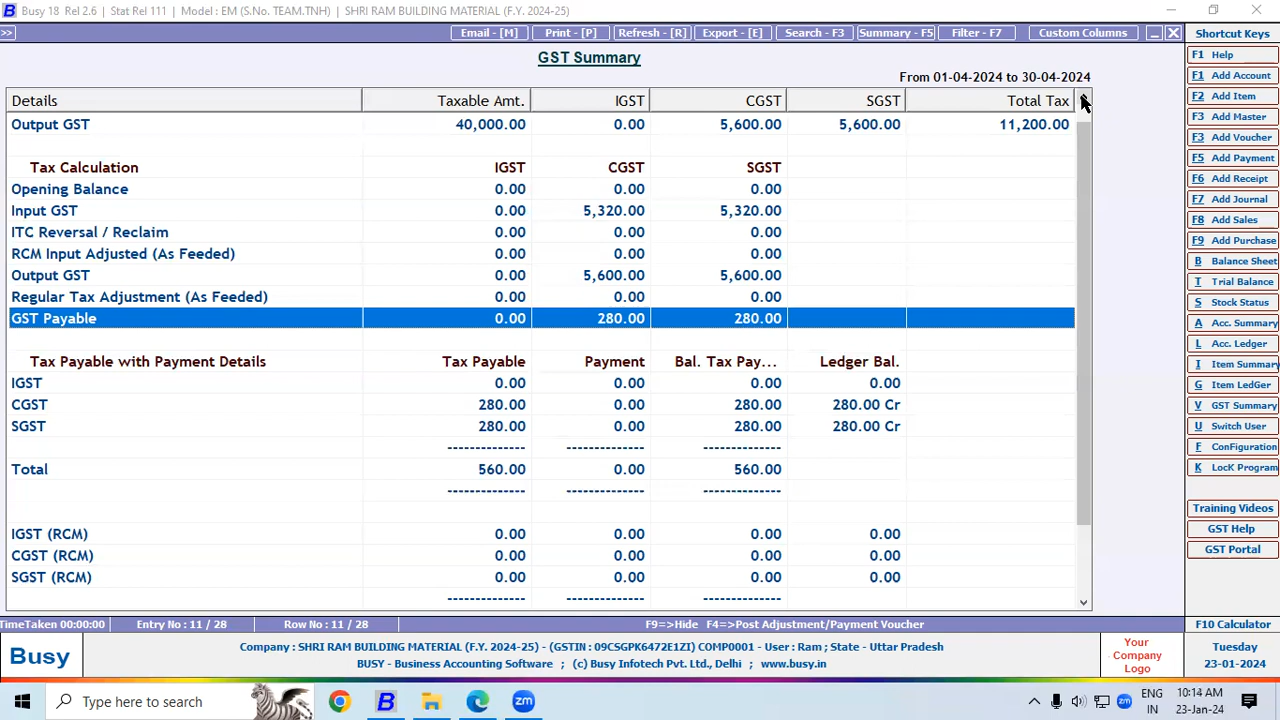 Busy 18 Rel 2.6 | Stat Rel 111 | Model : EM (S.No. TEAM.TNH) | SHRI RAM BUILDING MATERIAL (F.Y. 2024-25)
>> Email - [M] Print - [P] Refresh - [R] Export - [E] Search - F3 Summary - F5 Filter - F7 Custom Columns
Shortcut Keys
GST Summary
From 01-04-2024 to 30-04-2024
Details Taxable Amt. IGST CGST SGST Total Tax
Output GST 40,000.00 0.00 5,600.00 5,600.00 11,200.00
Tax Calculation IGST CGST SGST
Opening Balance 0.00 0.00 0.00
Input GST 0.00 5,320.00 5,320.00
ITC Reversal / Reclaim 0.00 0.00 0.00
RCM Input Adjusted (As Feeded) 0.00 0.00 0.00
Output GST 0.00 5,600.00 5,600.00
Regular Tax Adjustment (As Feeded) 0.00 0.00 0.00
GST Payable 0.00 280.00 280.00
Tax Payable with Payment Details Tax Payable Payment Bal. Tax Pay... Ledger Bal.
IGST 0.00 0.00 0.00 0.00
CGST 280.00 0.00 280.00 280.00 Cr
SGST 280.00 0.00 280.00 280.00 Cr
------------- ------------- -------------
Total 560.00 0.00 560.00
------------- ------------- -------------
IGST (RCM) 0.00 0.00 0.00 0.00
CGST (RCM) 0.00 0.00 0.00 0.00
SGST (RCM) 0.00 0.00 0.00 0.00
------------- ------------- -------------
F1 Help
F1 Add Account
F2 Add Item
F3 Add Master
F3 Add Voucher
F5 Add Payment
F6 Add Receipt
F7 Add Journal
F8 Add Sales
F9 Add Purchase
B Balance Sheet
T Trial Balance
S Stock Status
A Acc. Summary
L Acc. Ledger
I Item Summary
G Item LedGer
V GST Summary
U Switch User
F ConFiguration
K LocK Program
Training Videos
GST Help
GST Portal
TimeTaken 00:00:00 Entry No : 11 / 28 Row No : 11 / 28 F9=>Hide F4=>Post Adjustment/Payment Voucher F10 Calculator
Busy
Company : SHRI RAM BUILDING MATERIAL (F.Y. 2024-25) - (GSTIN : 09CSGPK6472E1ZI) COMP0001 - User : Ram ; State - Uttar Pradesh
BUSY - Business Accounting Software ; (c) Busy Infotech Pvt. Ltd., Delhi ; www.busy.in
Your
Company
Logo
Tuesday
23-01-2024
Type here to search
B
zm
zm
ENG
IN
10:14 AM
23-Jan-24